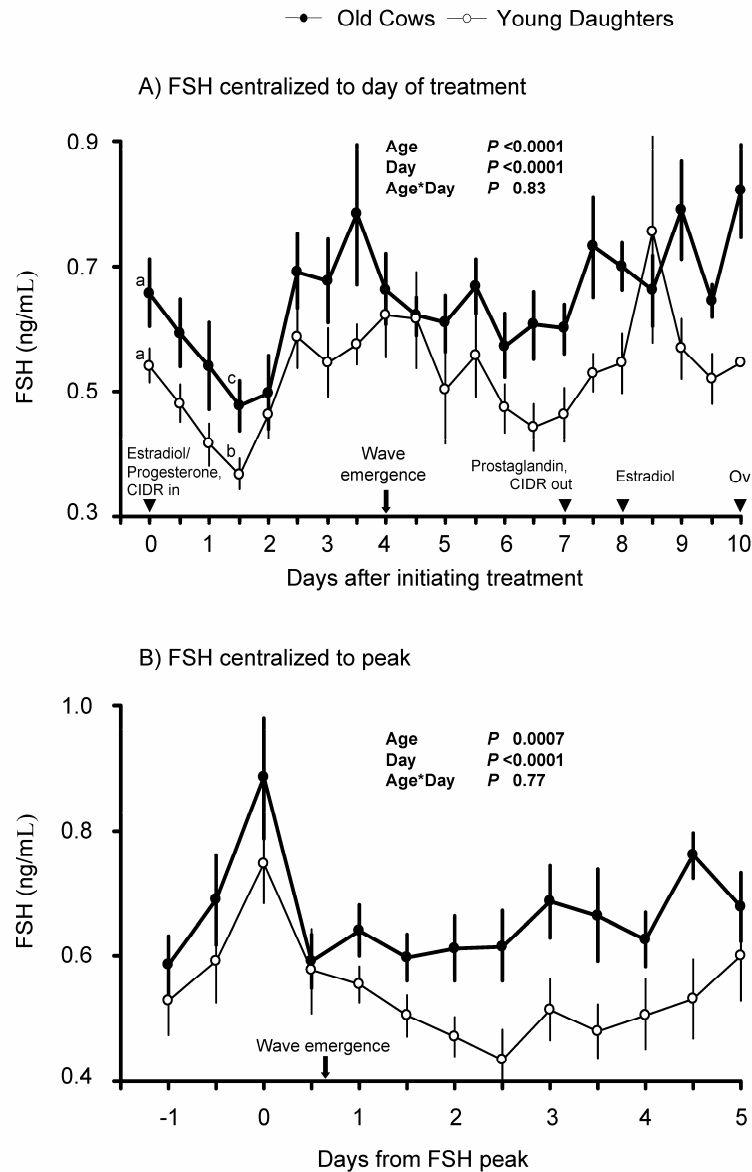 Old Cows Young Daughters
A) FSH centralized to day of treatment
0.9
0.7
0.5
0.3
FSH (ng/mL)
Age P <0.0001
Day P <0.0001
Age*Day P 0.83
a
a
c
b
Estradiol/
Progesterone,
CIDR in
Wave
emergence
Prostaglandin,
CIDR out
Estradiol
Ov
0 1 2 3 4 5 6 7 8 9 10
Days after initiating treatment
B) FSH centralized to peak
1.0
0.8
0.6
0.4
FSH (ng/mL)
Age P 0.0007
Day P <0.0001
Age*Day P 0.77
Wave emergence
-1 0 1 2 3 4 5
Days from FSH peak